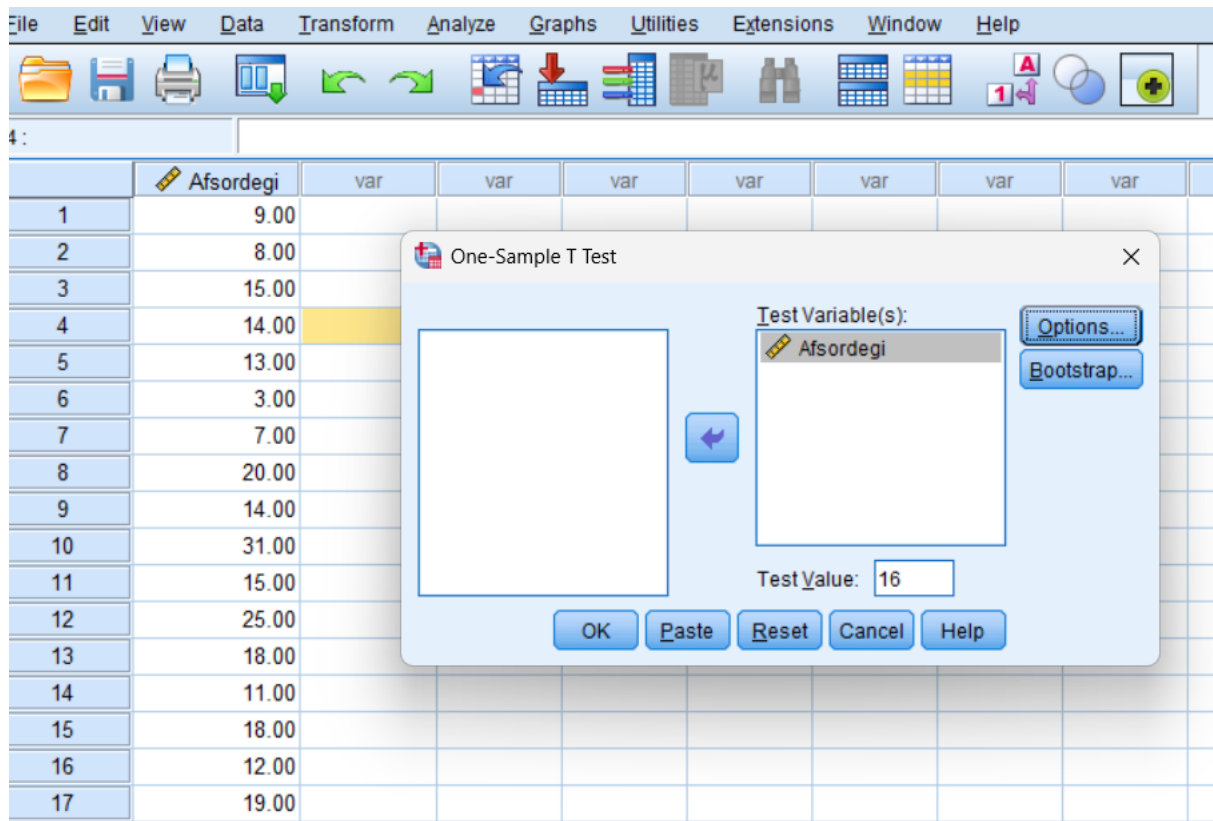 File Edit View Data Transform Analyze Graphs Utilities Extensions Window Help
A
1
µ
4 :
Afsordegi var var var var var var var
1 9.00
2 8.00
3 15.00
4 14.00
5 13.00
6 3.00
7 7.00
8 20.00
9 14.00
10 31.00
11 15.00
12 25.00
13 18.00
14 11.00
15 18.00
16 12.00
17 19.00
One-Sample T Test
Test Variable(s):
Afsordegi
Options...
Bootstrap...
Test Value: 16
OK Paste Reset Cancel Help